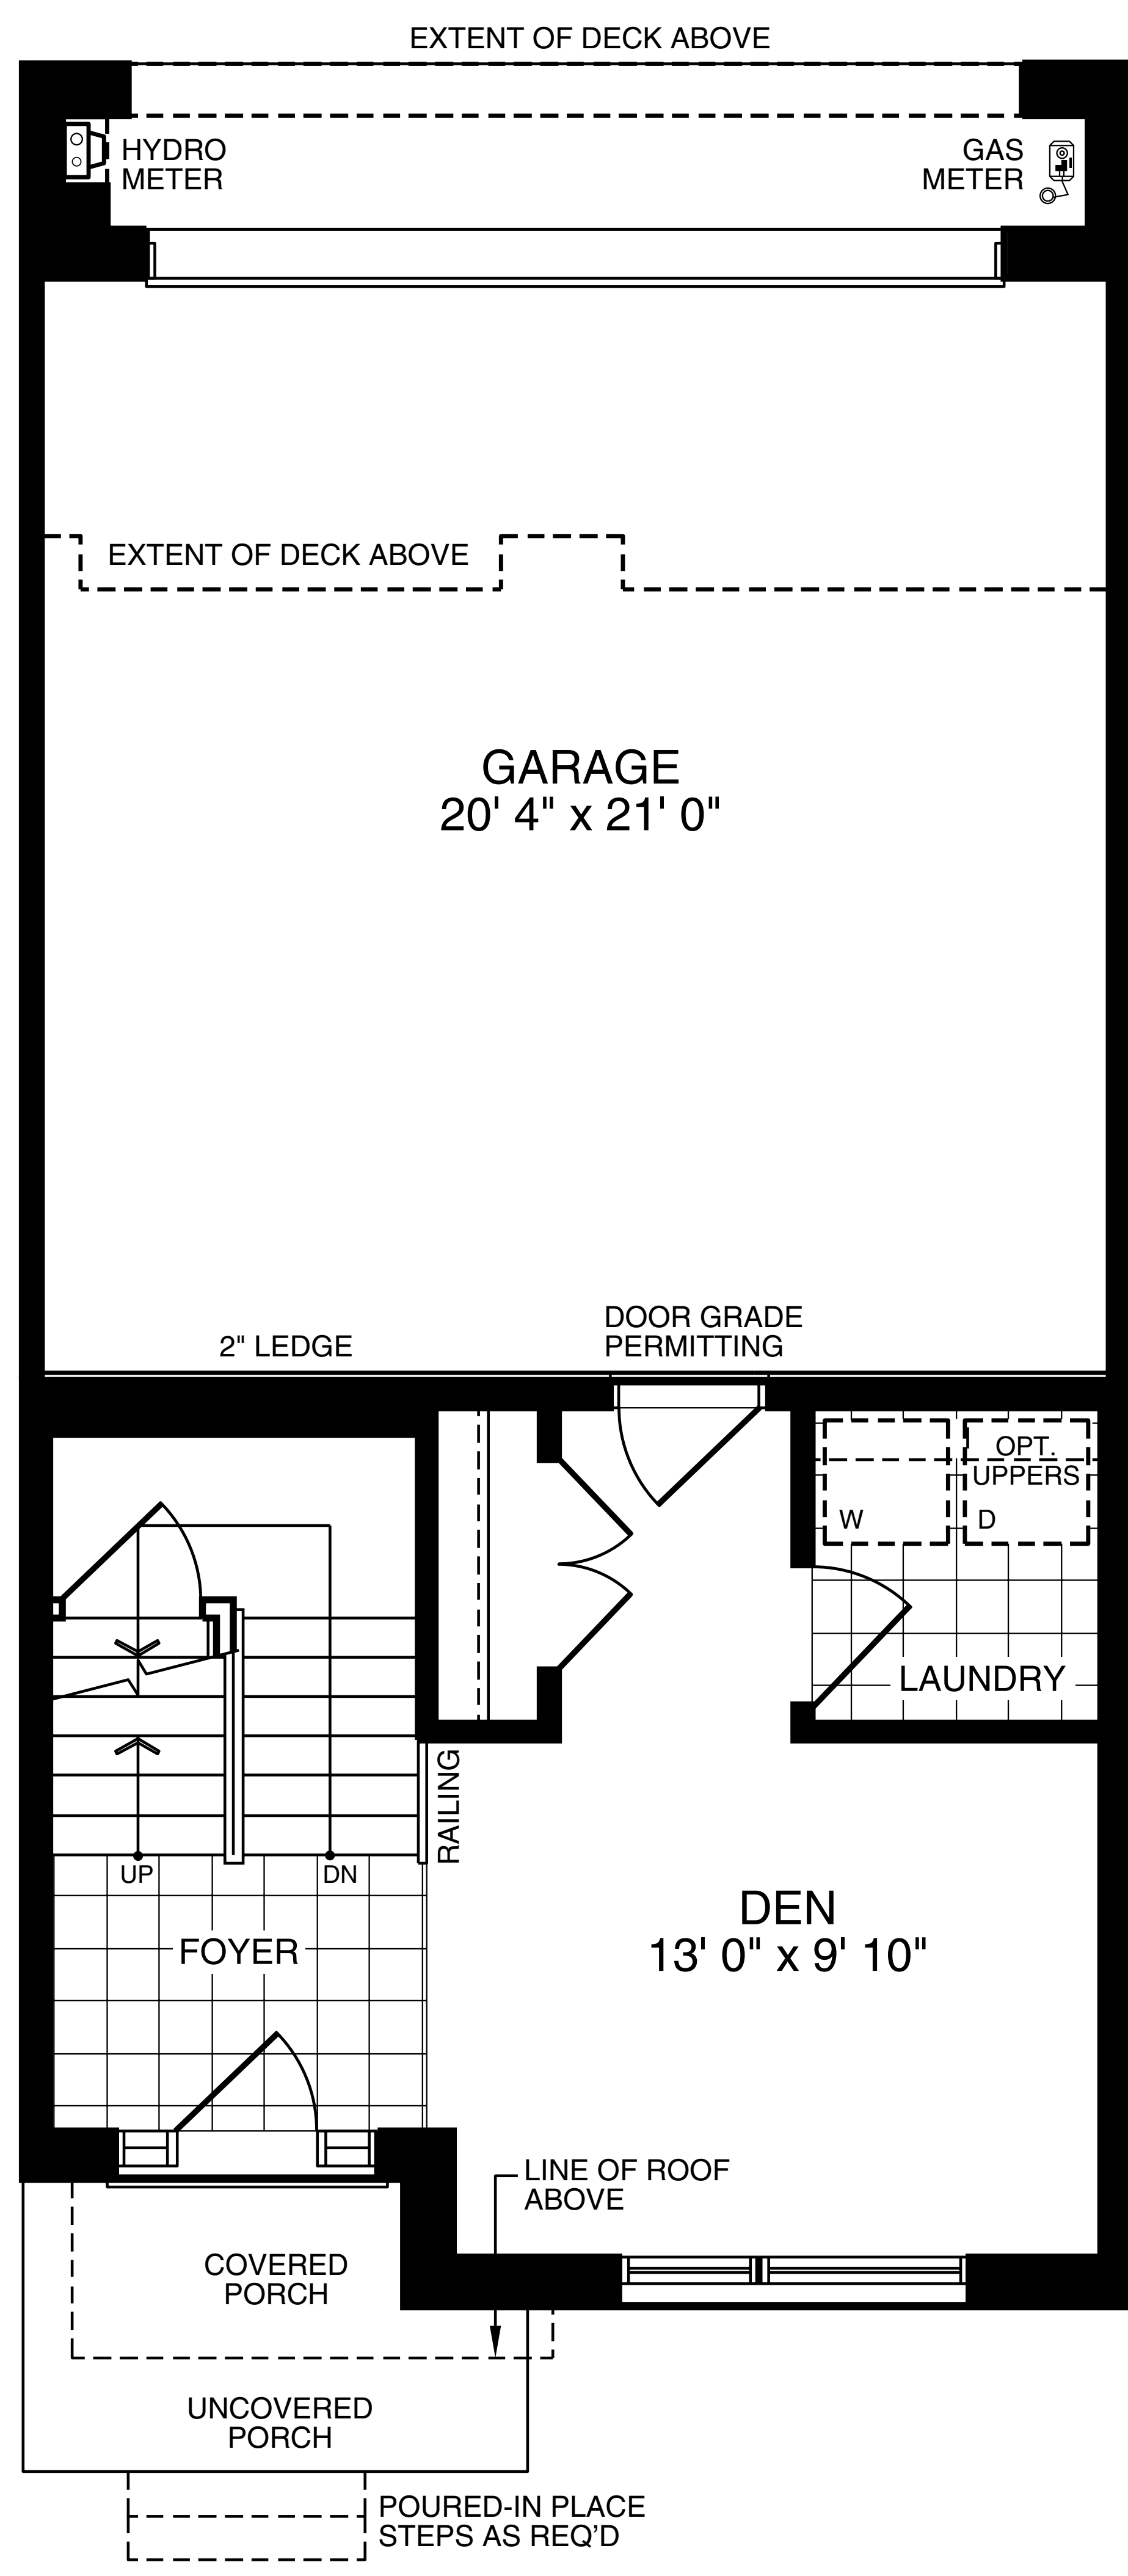 EXTENT OF DECK ABOVE
HYDRO
METER
GAS
METER
EXTENT OF DECK ABOVE
GARAGE
20' 4" x 21' 0"
2" LEDGE
DOOR GRADE
PERMITTING
OPT.
UPPERS
W
D
LAUNDRY
RAILING
UP
DN
FOYER
DEN
13' 0" x 9' 10"
LINE OF ROOF
ABOVE
COVERED
PORCH
UNCOVERED
PORCH
POURED-IN PLACE
STEPS AS REQ’D